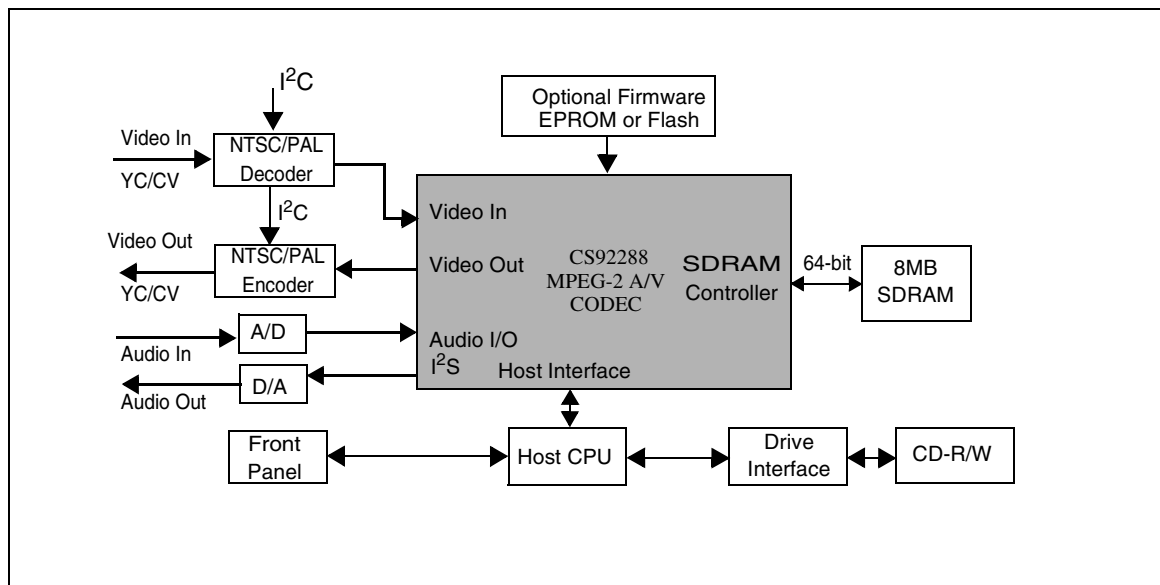 I²C
Optional Firmware
EPROM or Flash
Video In
YC/CV
NTSC/PAL
Decoder
I²C
Video Out
YC/CV
NTSC/PAL
Encoder
Audio In
A/D
Audio Out
D/A
Video In
Video Out
Audio I/O
I²S
CS92288
MPEG-2 A/V
CODEC
SDRAM
Controller
Host Interface
64-bit
8MB
SDRAM
Front
Panel
Host CPU
Drive
Interface
CD-R/W